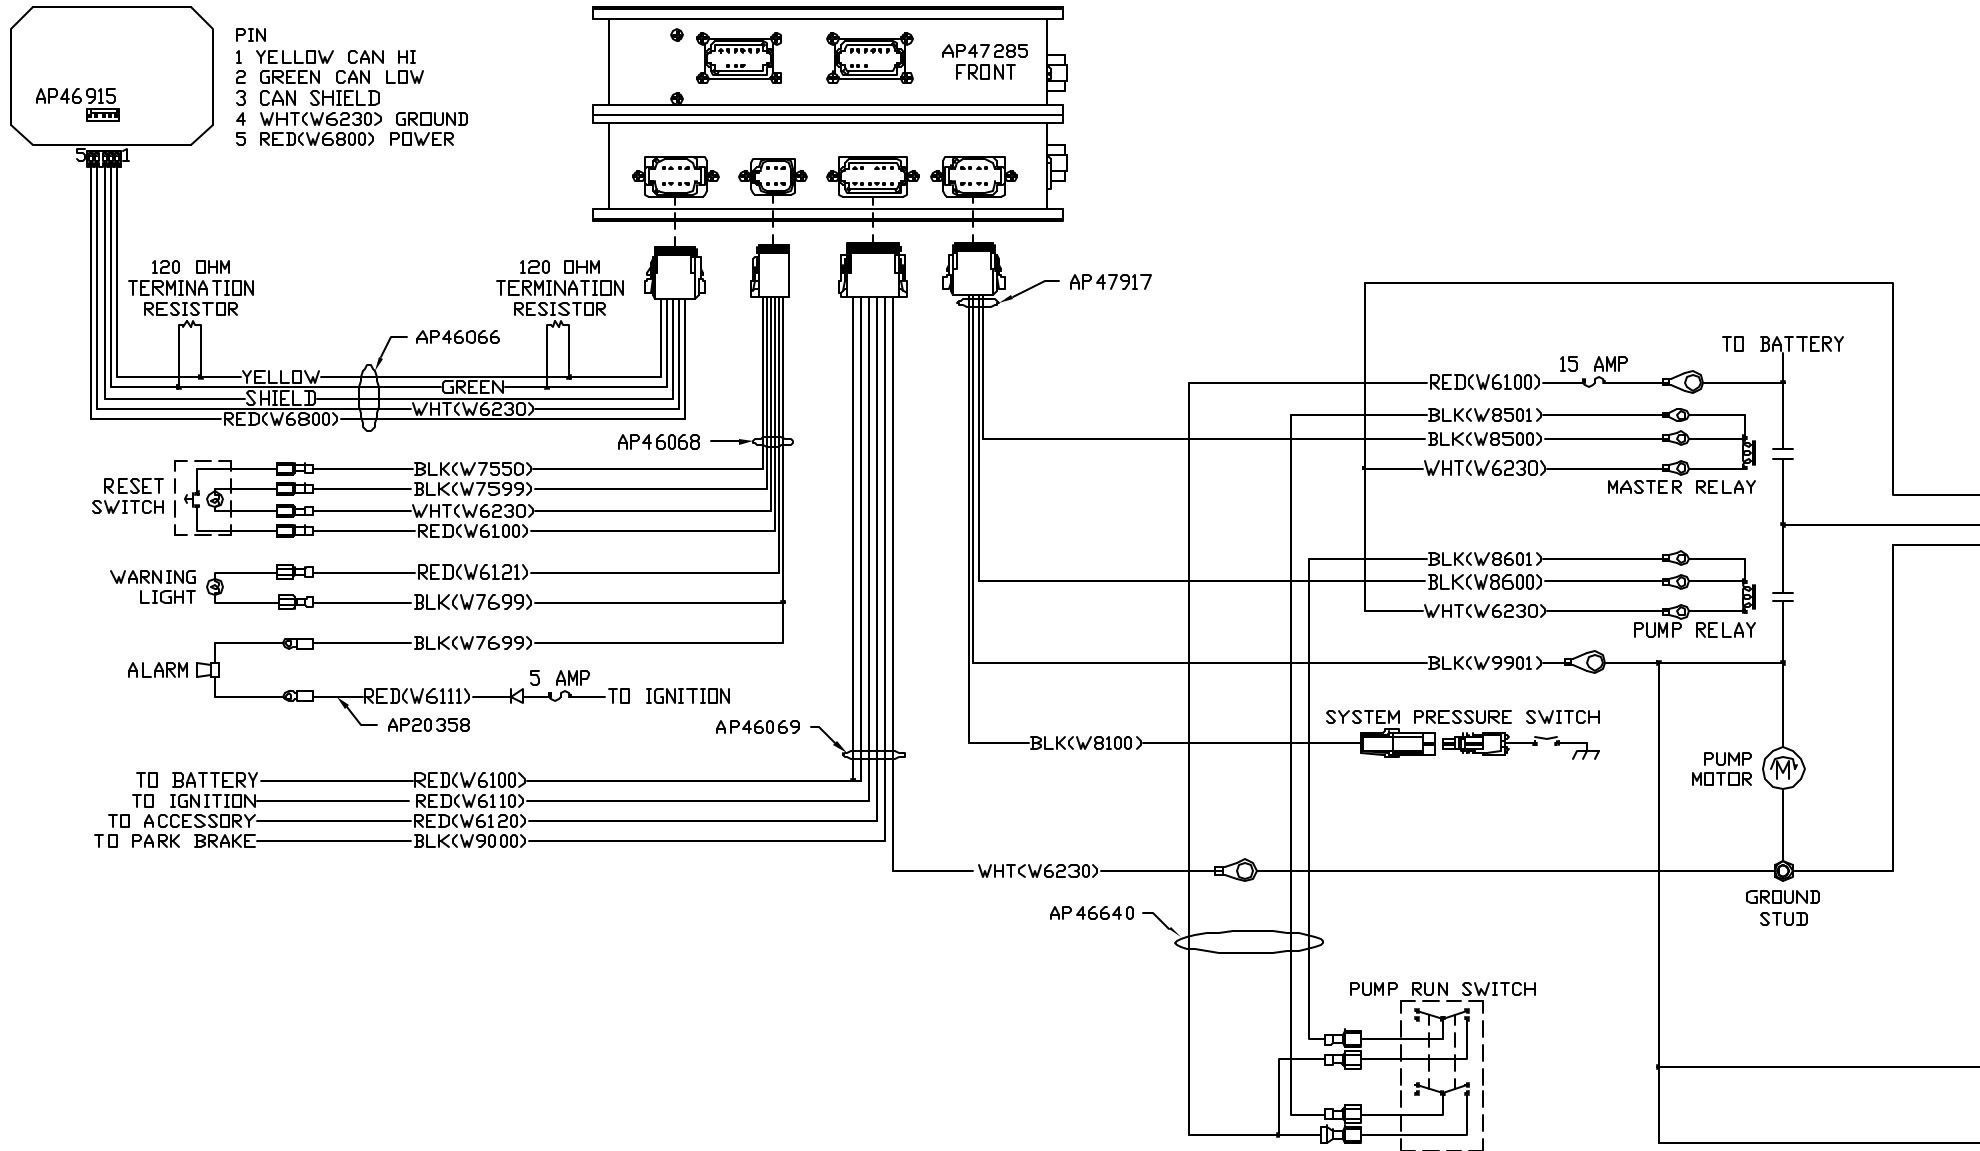 AP46915
PIN
1 YELLOW CAN HI
2 GREEN CAN LOW
3 CAN SHIELD
4 WHT(W6230) GROUND
5 RED(W6800) POWER
5
1
AP47285
FRONT
120 OHM
TERMINATION
RESISTOR
120 OHM
TERMINATION
RESISTOR
AP46066
YELLOW
GREEN
SHIELD
WHT(W6230)
RED(W6800)
AP46068
AP47917
RESET
SWITCH
BLK(W7550)
BLK(W7599)
WHT(W6230)
RED(W6100)
WARNING
LIGHT
RED(W6121)
BLK(W7699)
ALARM
BLK(W7699)
RED(W6111)
5 AMP
TO IGNITION
AP20358
AP46069
TO BATTERY
RED(W6100)
TO IGNITION
RED(W6110)
TO ACCESSORY
RED(W6120)
TO PARK BRAKE
BLK(W9000)
TO BATTERY
RED(W6100)
15 AMP
BLK(W8501)
BLK(W8500)
WHT(W6230)
MASTER RELAY
BLK(W8601)
BLK(W8600)
WHT(W6230)
PUMP RELAY
BLK(W9901)
SYSTEM PRESSURE SWITCH
BLK(W8100)
PUMP
MOTOR
M
WHT(W6230)
GROUND
STUD
AP46640
PUMP RUN SWITCH